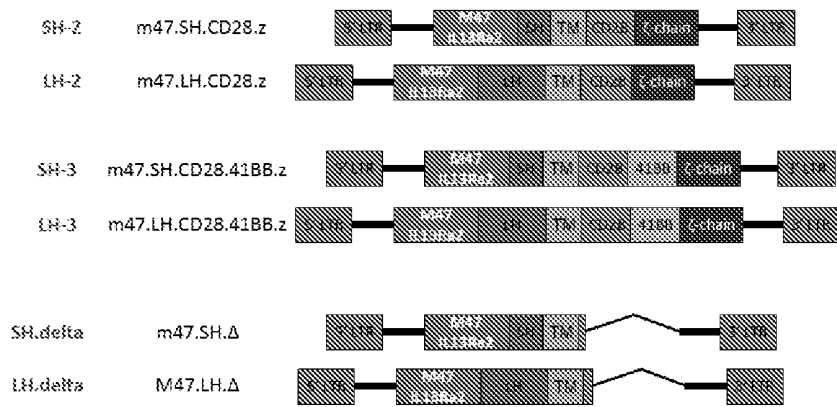 SH-2 m47.SH.CD28.z 5'LTR M47 IL13Rα2 SH TM CD28 ζ-chain 3'LTR
LH-2 m47.LH.CD28.z 5'LTR M47 IL13Rα2 LH TM CD28 ζ-chain 3'LTR
SH-3 m47.SH.CD28.41BB.z 5'LTR M47 IL13Rα2 SH TM CD28 41BB ζ-chain 3'LTR
LH-3 m47.LH.CD28.41BB.z 5'LTR M47 IL13Rα2 LH TM CD28 41BB ζ-chain 3'LTR
SH.delta m47.SH.Δ 5'LTR M47 IL13Rα2 SH TM 3'LTR
LH.delta M47.LH.Δ 5'LTR M47 IL13Rα2 LH TM 3'LTR